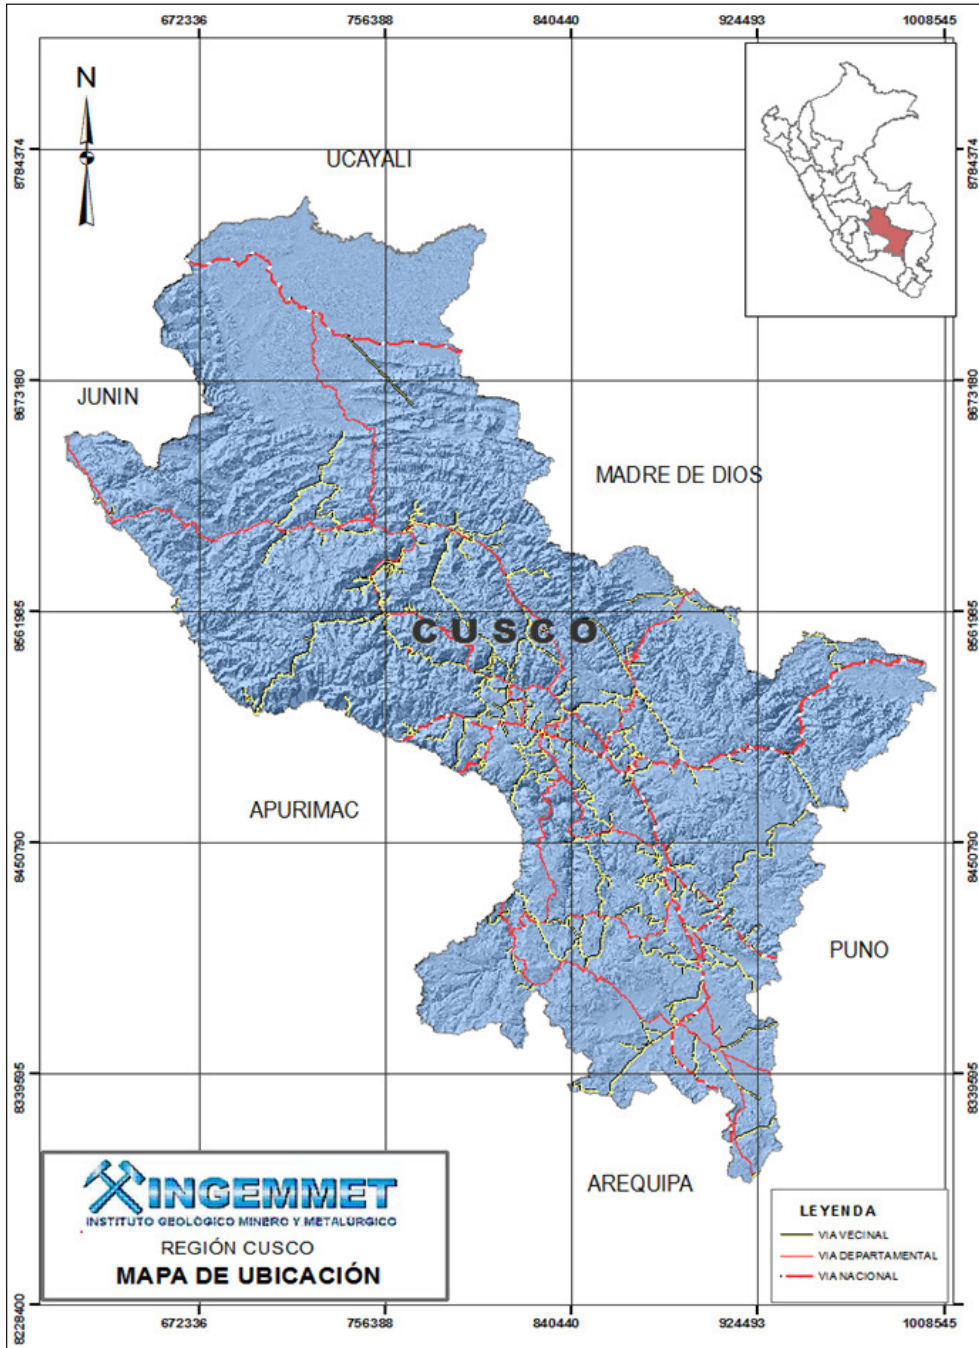 672336 756388 840440 924493 1008545
N
UCAYALI
8784374 8784374
JUNIN
8673180 8673180
MADRE DE DIOS
8561985 8561985
CUSCO
APURIMAC
8450790 8450790
PUNO
8339595 8339595
AREQUIPA
INGEMMET
INSTITUTO GEOLÓGICO MINERO Y METALÚRGICO
REGIÓN CUSCO
MAPA DE UBICACIÓN
LEYENDA
VIA VECINAL
VIA DEPARTAMENTAL
VIA NACIONAL
8228400
672336 756388 840440 924493 1008545